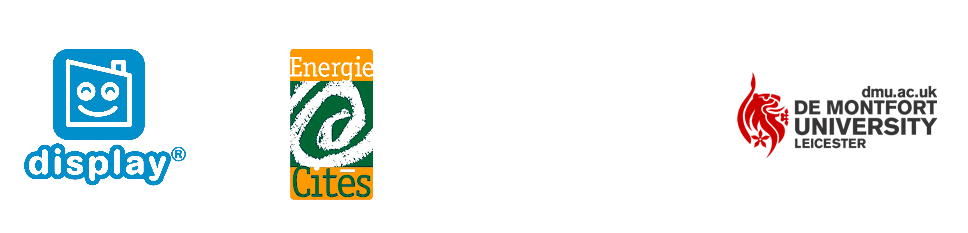 display®
Energie
Cités
dmu.ac.uk
DE MONTFORT
UNIVERSITY
LEICESTER